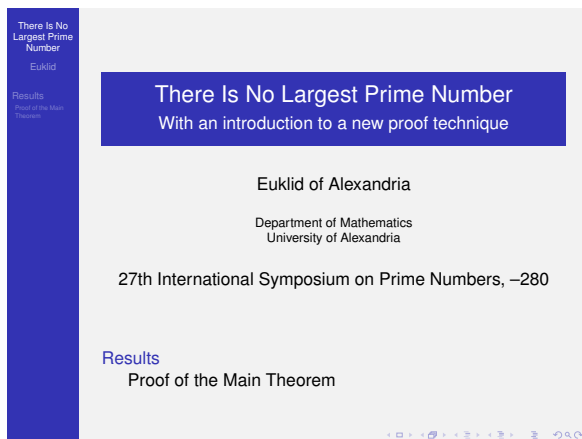 There Is No
Largest Prime
Number
Euklid
Results
Proof of the Main
Theorem
There Is No Largest Prime Number
With an introduction to a new proof technique
Euklid of Alexandria
Department of Mathematics
University of Alexandria
27th International Symposium on Prime Numbers, –280
Results
Proof of the Main Theorem